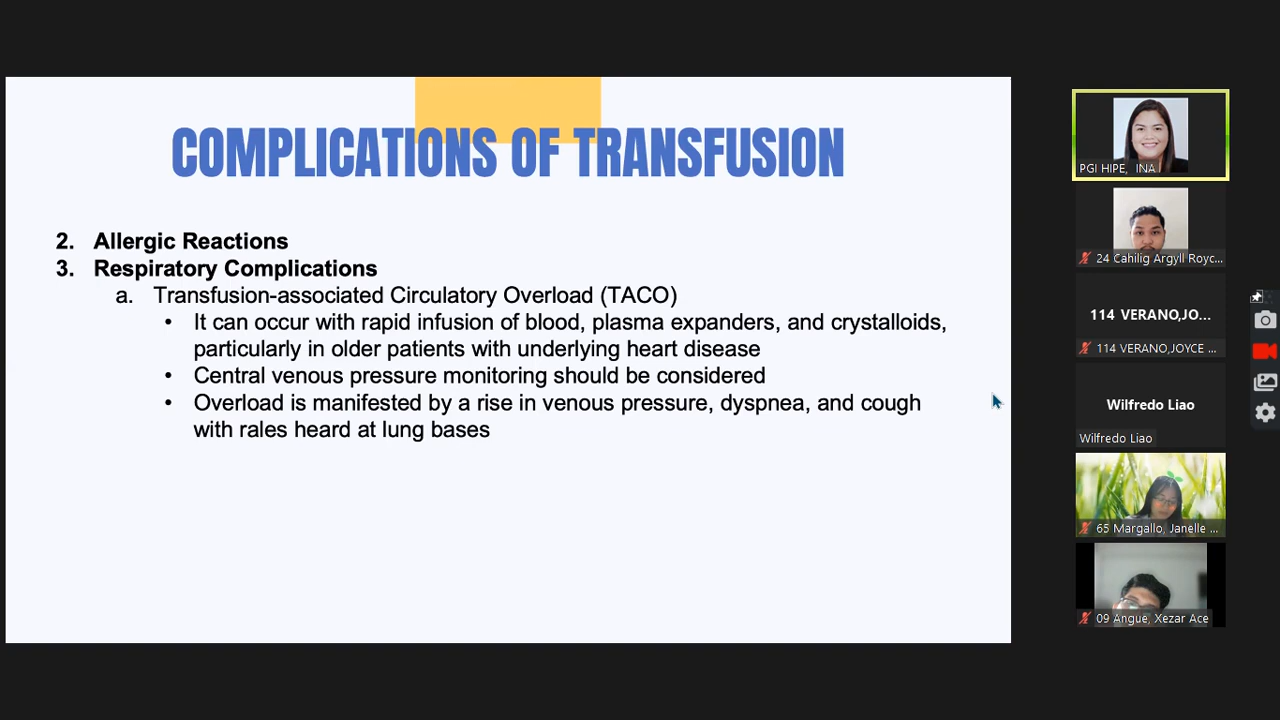 COMPLICATIONS OF TRANSFUSION
2. Allergic Reactions
3. Respiratory Complications
a. Transfusion-associated Circulatory Overload (TACO)
• It can occur with rapid infusion of blood, plasma expanders, and crystalloids,
particularly in older patients with underlying heart disease
• Central venous pressure monitoring should be considered
• Overload is manifested by a rise in venous pressure, dyspnea, and cough
with rales heard at lung bases
PGI HIPE, INA
24 Cahilig Argyll Royc...
114 VERANO,JO...
114 VERANO,JOYCE ...
Wilfredo Liao
Wilfredo Liao
65 Margallo, Janelle ...
09 Angue, Xezar Ace